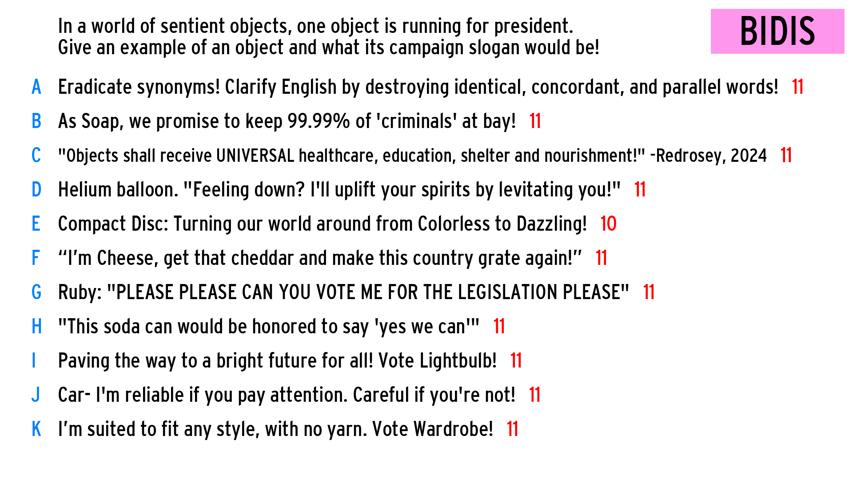 In a world of sentient objects, one object is running for president.
Give an example of an object and what its campaign slogan would be!
BIDIS
A Eradicate synonyms! Clarify English by destroying identical, concordant, and parallel words! 11
B As Soap, we promise to keep 99.99% of 'criminals' at bay! 11
C "Objects shall receive UNIVERSAL healthcare, education, shelter and nourishment!" -Redrosey, 2024 11
D Helium balloon. "Feeling down? I'll uplift your spirits by levitating you!" 11
E Compact Disc: Turning our world around from Colorless to Dazzling! 10
F “I’m Cheese, get that cheddar and make this country grate again!” 11
G Ruby: "PLEASE PLEASE CAN YOU VOTE ME FOR THE LEGISLATION PLEASE" 11
H "This soda can would be honored to say 'yes we can'" 11
I Paving the way to a bright future for all! Vote Lightbulb! 11
J Car- I'm reliable if you pay attention. Careful if you're not! 11
K I’m suited to fit any style, with no yarn. Vote Wardrobe! 11